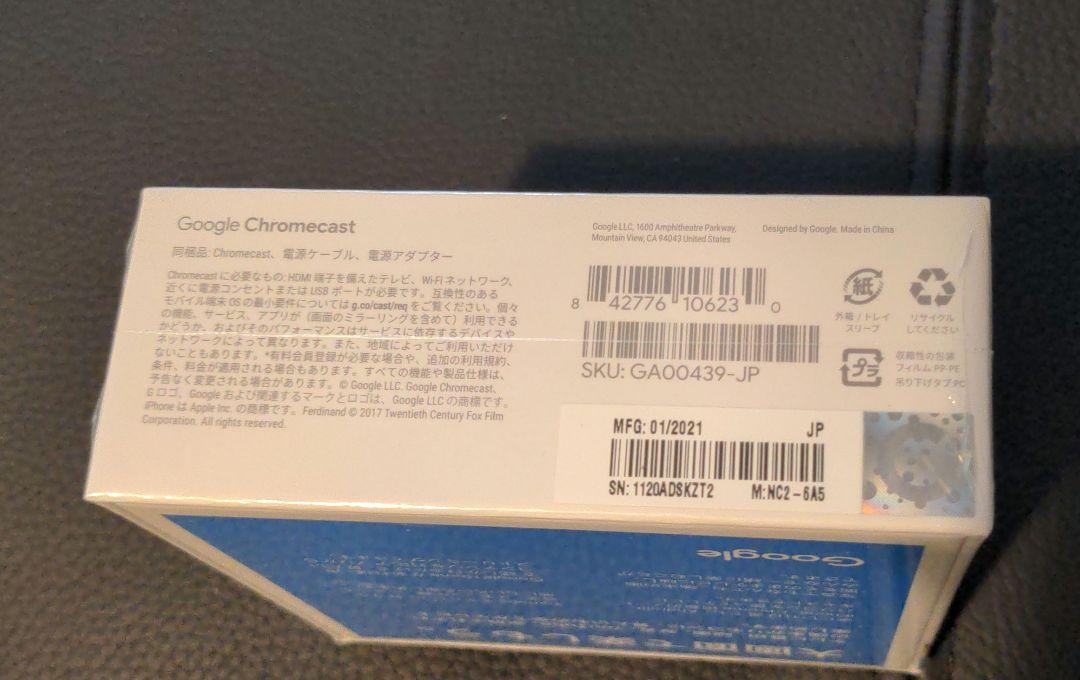 Google Chromecast
同梱品: Chromecast、電源ケーブル、電源アダプター
Chromecast に必要なもの: HDMI 端子を備えたテレビ、Wi-Fi ネットワーク、
近くに電源コンセントまたは USB ポートが必要です。互換性のある
モバイル端末 OS の最小要件については g.co/cast/req をご覧ください。個々
の機能、サービス、アプリが（画面のミラーリングを含めて）利用できる
かどうか、およびそのパフォーマンスはサービスに依存するデバイスや
ネットワークによって異なります。また、地域によってご利用いただけ
ないこともあります。*有料会員登録が必要な場合や、追加の利用規約、
条件、料金が適用される場合もあります。すべての機能や製品仕様は、
予告なく変更される場合があります。© Google LLC. Google Chromecast、
G ロゴ、Google および関連するマークとロゴは、Google LLC の商標です。
iPhone は Apple Inc. の商標です。Ferdinand © 2017 Twentieth Century Fox Film
Corporation. All rights reserved.
Google LLC, 1600 Amphitheatre Parkway,
Mountain View, CA 94043 United States
Designed by Google. Made in China
8 42776 10623 0
SKU: GA00439-JP
紙
外箱 / トレイ
スリーブ
リサイクル
してください
プラ
収縮性の包装
フィルム PP・PE
吊り下げタブ:PC
MFG: 01/2021 JP
SN: 1120ADSKZT2 M:NC2-6A5
Google